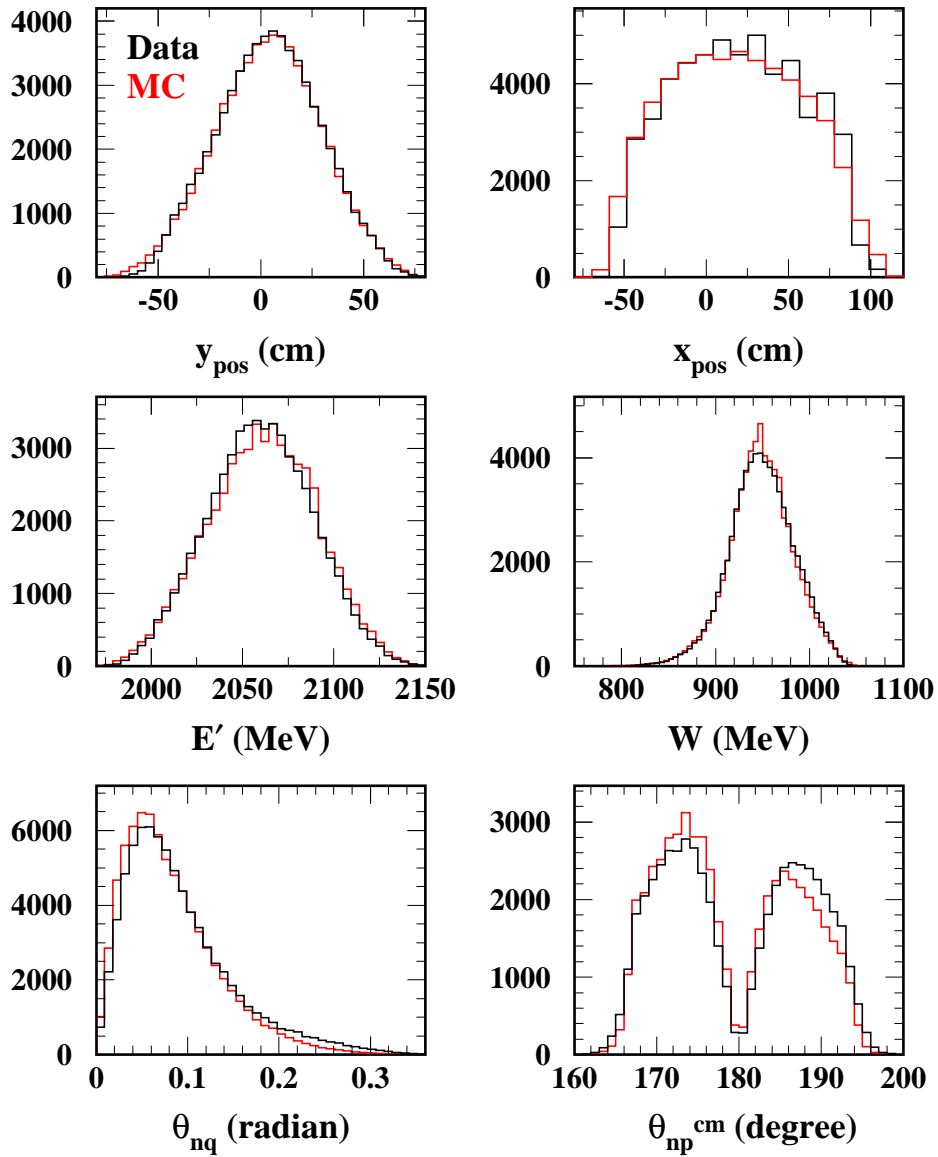 4000
3000
2000
1000
0
Data
MC
-50 0 50
y_pos (cm)
4000
2000
0
-50 0 50 100
x_pos (cm)
3000
2000
1000
0
2000 2050 2100 2150
E′ (MeV)
4000
2000
0
800 900 1000 1100
W (MeV)
6000
4000
2000
0
0 0.1 0.2 0.3
θ_nq (radian)
3000
2000
1000
0
160 170 180 190 200
θ_np^cm (degree)